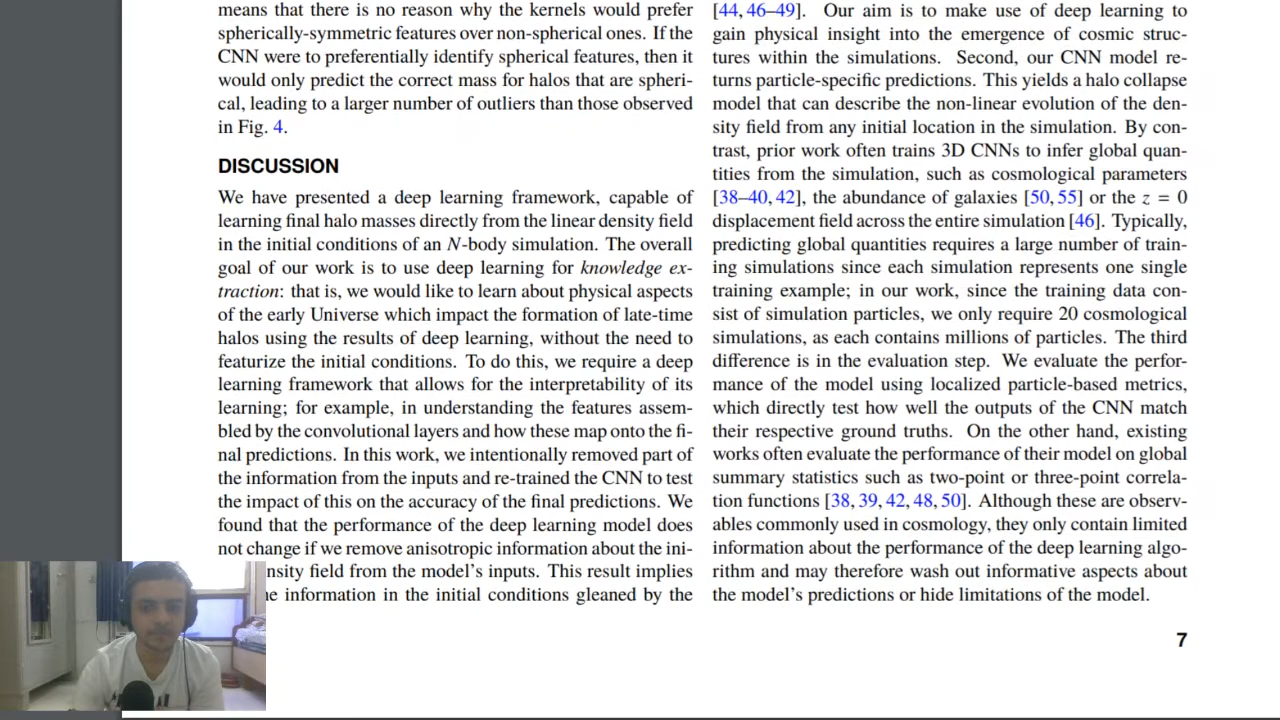 means that there is no reason why the kernels would prefer
spherically-symmetric features over non-spherical ones. If the
CNN were to preferentially identify spherical features, then it
would only predict the correct mass for halos that are spheri-
cal, leading to a larger number of outliers than those observed
in Fig. 4.
DISCUSSION
We have presented a deep learning framework, capable of
learning final halo masses directly from the linear density field
in the initial conditions of an N-body simulation. The overall
goal of our work is to use deep learning for knowledge ex-
traction: that is, we would like to learn about physical aspects
of the early Universe which impact the formation of late-time
halos using the results of deep learning, without the need to
featurize the initial conditions. To do this, we require a deep
learning framework that allows for the interpretability of its
learning; for example, in understanding the features assem-
bled by the convolutional layers and how these map onto the fi-
nal predictions. In this work, we intentionally removed part of
the information from the inputs and re-trained the CNN to test
the impact of this on the accuracy of the final predictions. We
found that the performance of the deep learning model does
not change if we remove anisotropic information about the ini-
nsity field from the model's inputs. This result implies
e information in the initial conditions gleaned by the
[44, 46–49]. Our aim is to make use of deep learning to
gain physical insight into the emergence of cosmic struc-
tures within the simulations. Second, our CNN model re-
turns particle-specific predictions. This yields a halo collapse
model that can describe the non-linear evolution of the den-
sity field from any initial location in the simulation. By con-
trast, prior work often trains 3D CNNs to infer global quan-
tities from the simulation, such as cosmological parameters
[38–40, 42], the abundance of galaxies [50, 55] or the z = 0
displacement field across the entire simulation [46]. Typically,
predicting global quantities requires a large number of train-
ing simulations since each simulation represents one single
training example; in our work, since the training data con-
sist of simulation particles, we only require 20 cosmological
simulations, as each contains millions of particles. The third
difference is in the evaluation step. We evaluate the perfor-
mance of the model using localized particle-based metrics,
which directly test how well the outputs of the CNN match
their respective ground truths. On the other hand, existing
works often evaluate the performance of their model on global
summary statistics such as two-point or three-point correla-
tion functions [38, 39, 42, 48, 50]. Although these are observ-
ables commonly used in cosmology, they only contain limited
information about the performance of the deep learning algo-
rithm and may therefore wash out informative aspects about
the model's predictions or hide limitations of the model.
7